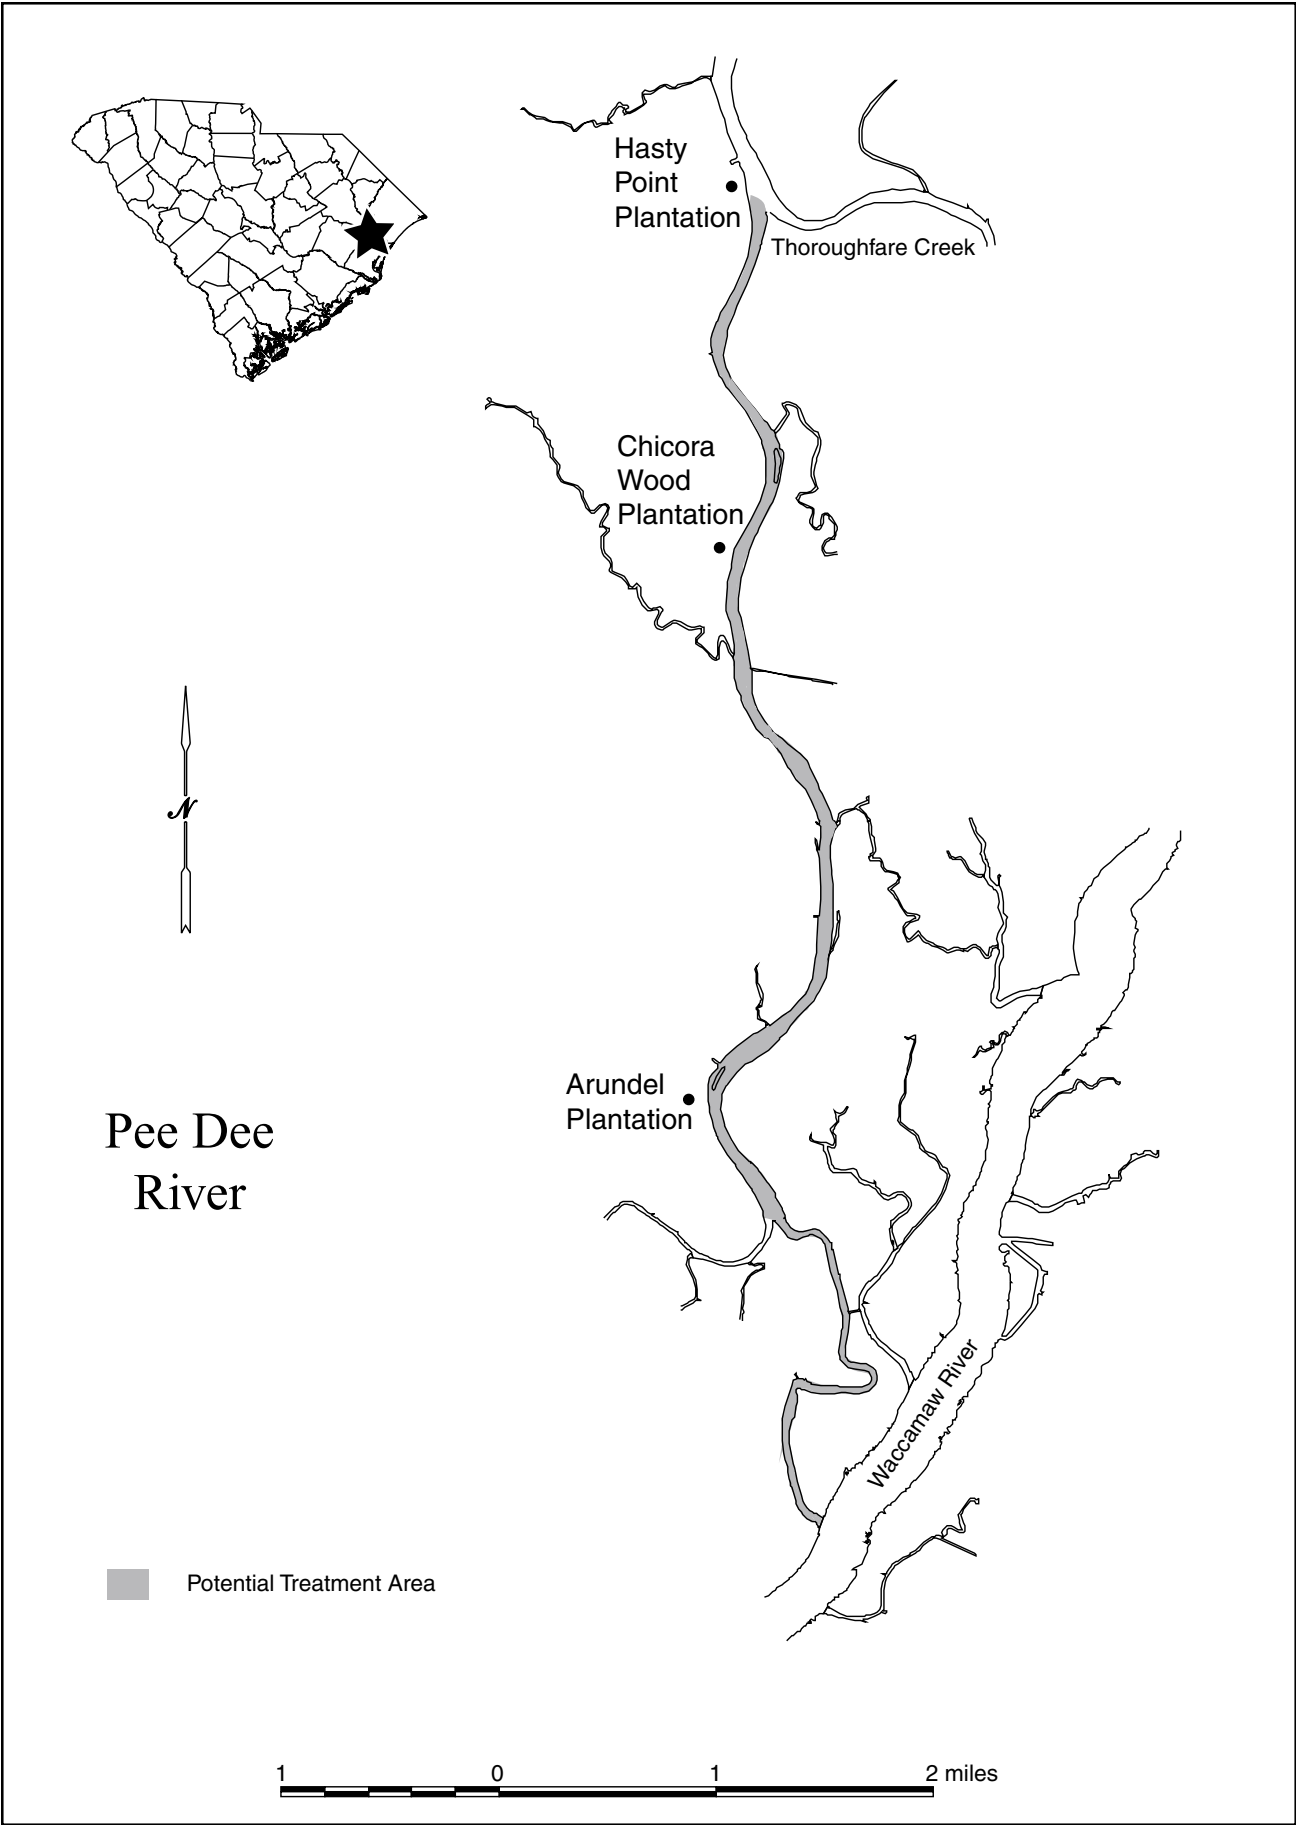 Hasty
Point
Plantation
Thoroughfare Creek
Chicora
Wood
Plantation
N
Arundel
Plantation
Pee Dee
River
Waccamaw River
Potential Treatment Area
1 0 1 2 miles